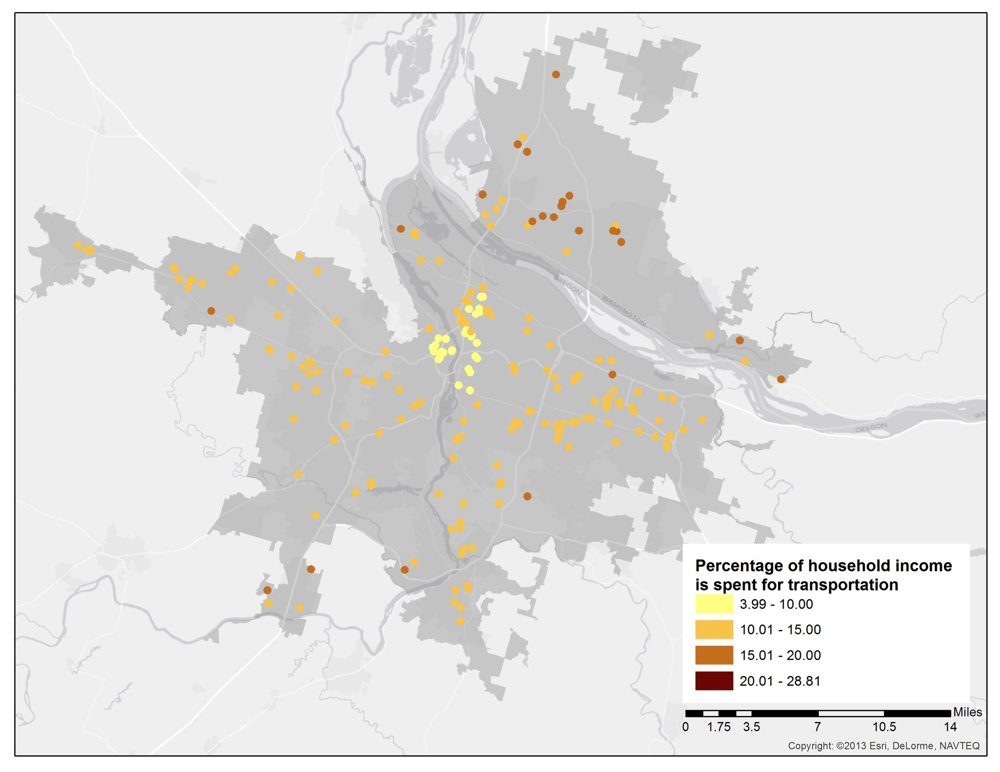 OREGON
WASHINGTON
WA
OREGON
Percentage of household income
is spent for transportation
3.99 - 10.00
10.01 - 15.00
15.01 - 20.00
20.01 - 28.81
Miles
0 1.75 3.5 7 10.5 14
Copyright: ©2013 Esri, DeLorme, NAVTEQ